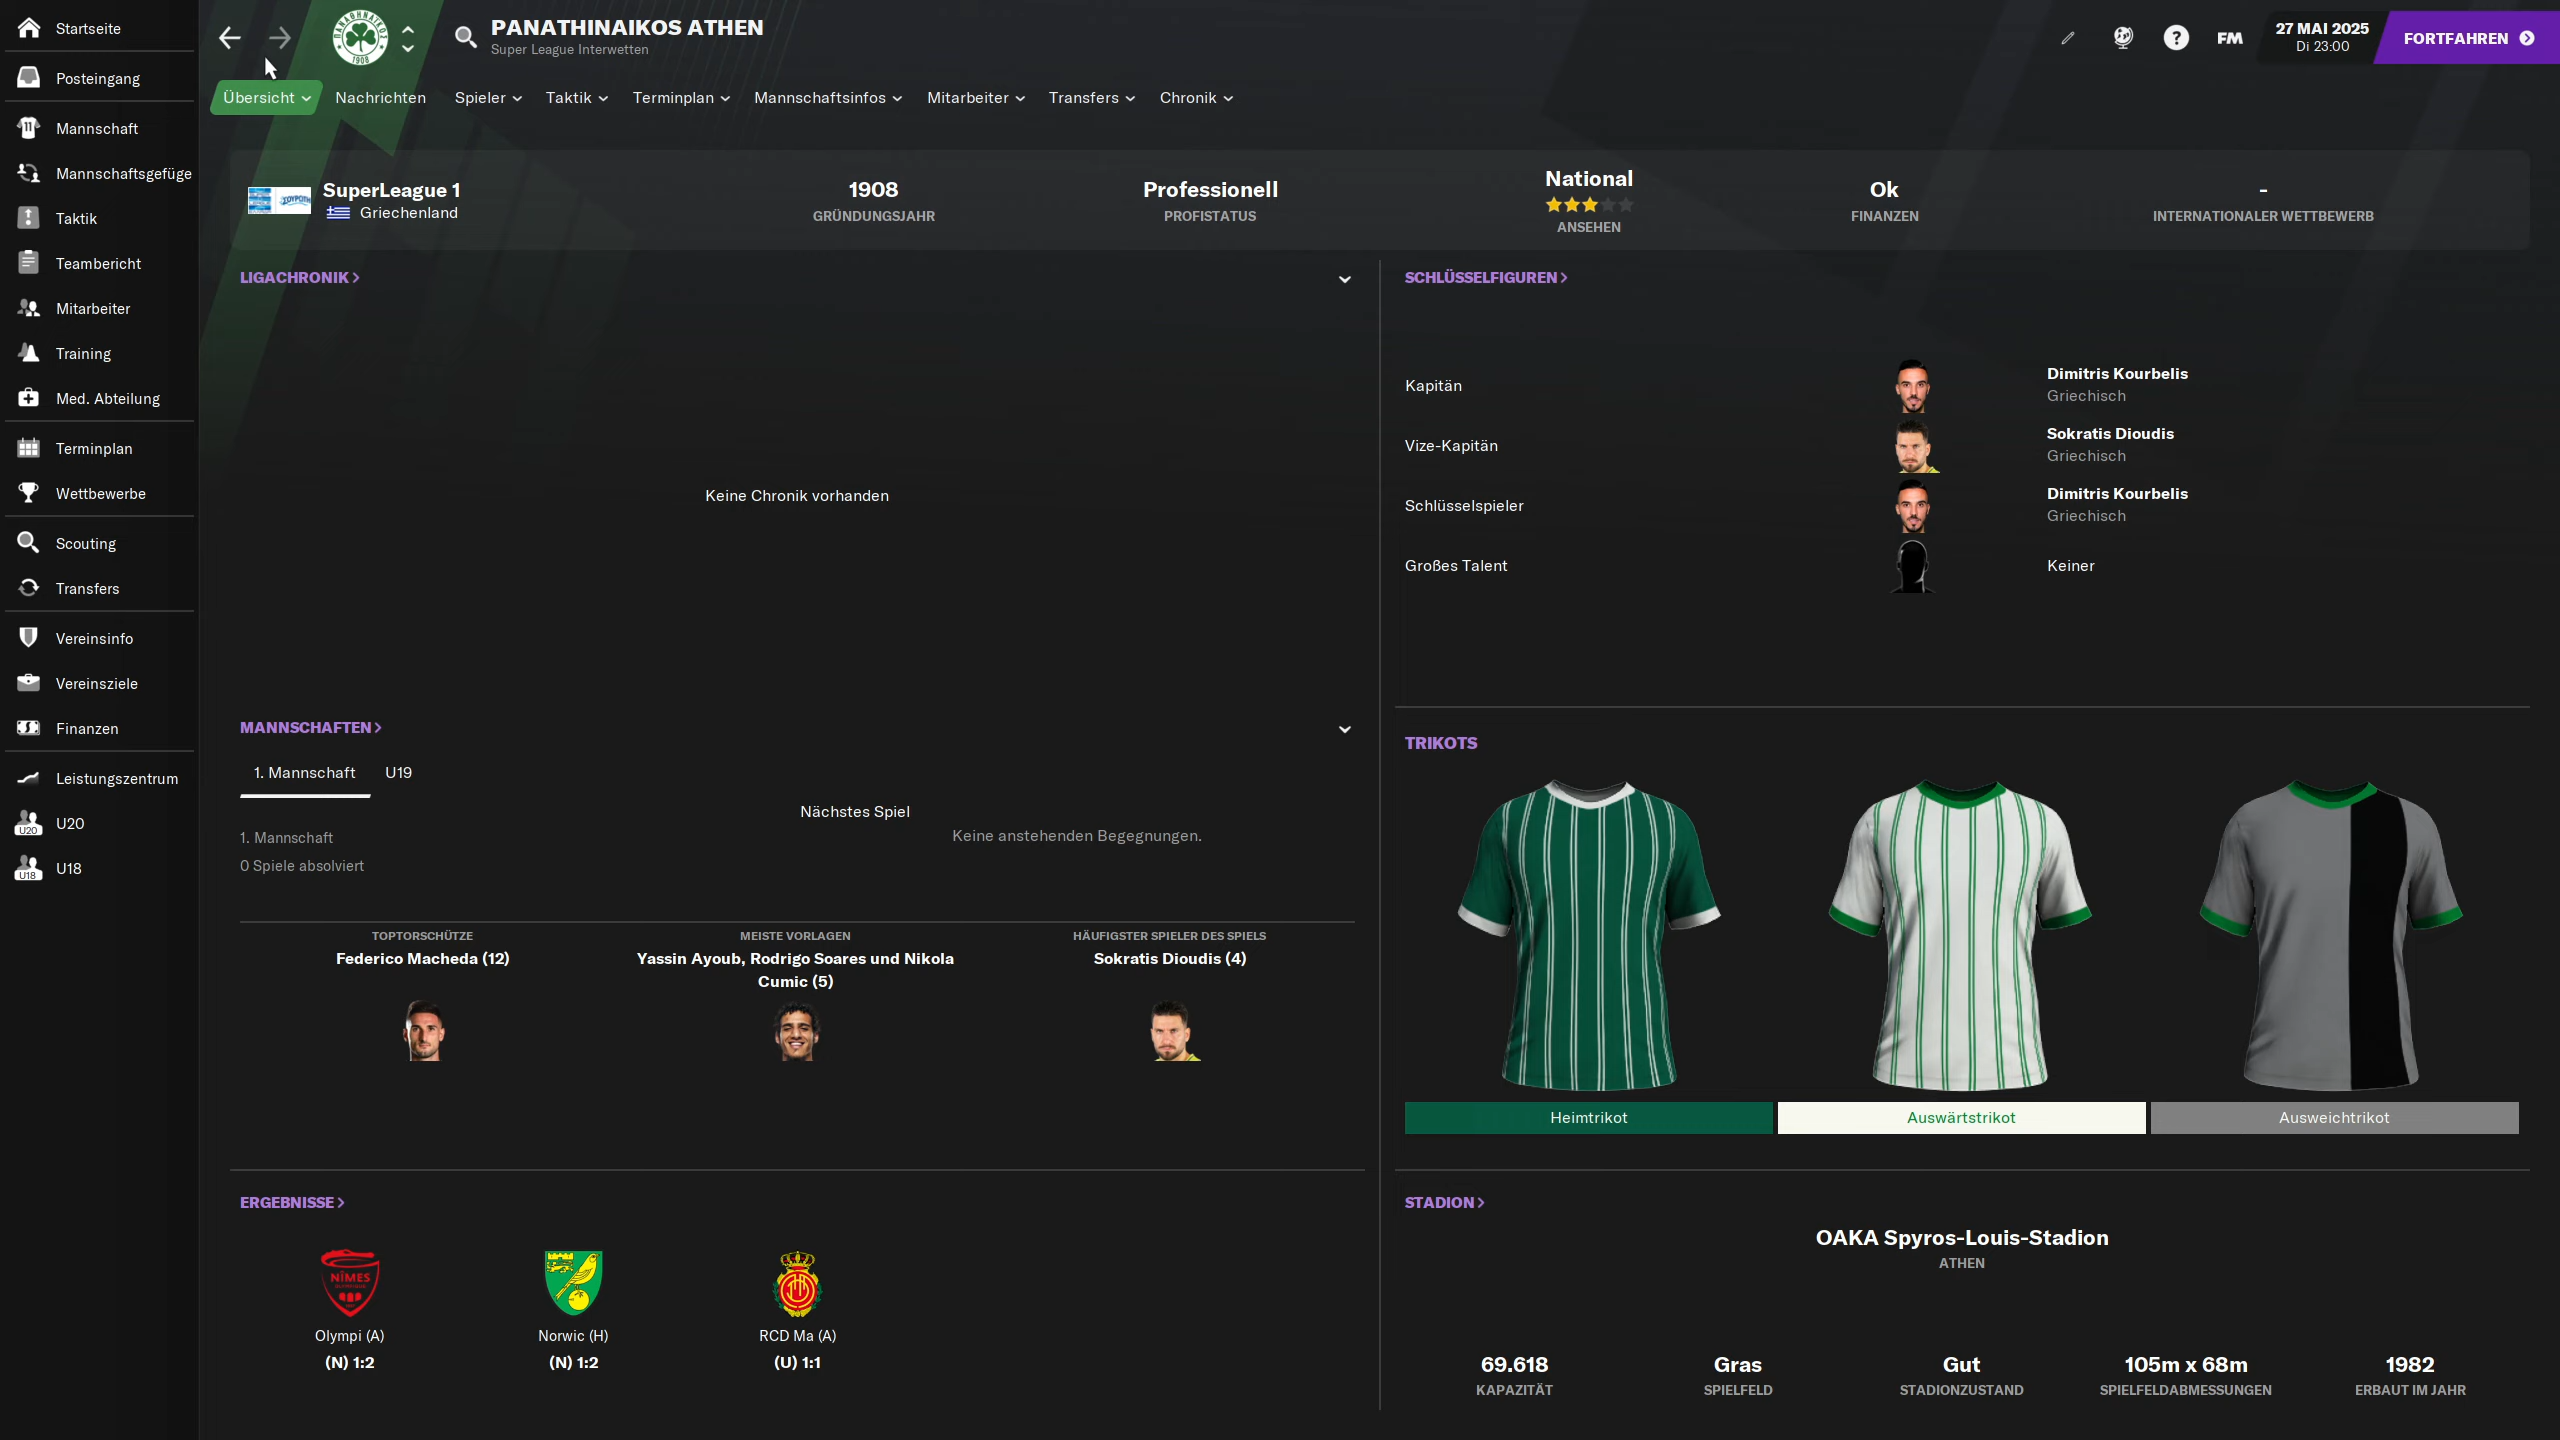 Startseite
Posteingang
Mannschaft
Mannschaftsgefüge
Taktik
Teambericht
Mitarbeiter
Training
Med. Abteilung
Terminplan
Wettbewerbe
Scouting
Transfers
Vereinsinfo
Vereinsziele
Finanzen
Leistungszentrum
U20
U20
U18
U18
PANATHINAIKOS ATHEN
Super League Interwetten
FM
27 MAI 2025
Di 23:00
FORTFAHREN
Übersicht Nachrichten Spieler Taktik Terminplan Mannschaftsinfos Mitarbeiter Transfers Chronik
SuperLeague 1
Griechenland
1908
GRÜNDUNGSJAHR
Professionell
PROFISTATUS
National
ANSEHEN
Ok
FINANZEN
-
INTERNATIONALER WETTBEWERB
LIGACHRONIK
Keine Chronik vorhanden
SCHLÜSSELFIGUREN
Kapitän
Dimitris Kourbelis
Griechisch
Vize-Kapitän
Sokratis Dioudis
Griechisch
Schlüsselspieler
Dimitris Kourbelis
Griechisch
Großes Talent
Keiner
MANNSCHAFTEN
1. Mannschaft U19
Nächstes Spiel
1. Mannschaft
Keine anstehenden Begegnungen.
0 Spiele absolviert
TOPTORSCHÜTZE
Federico Macheda (12)
MEISTE VORLAGEN
Yassin Ayoub, Rodrigo Soares und Nikola
Cumic (5)
HÄUFIGSTER SPIELER DES SPIELS
Sokratis Dioudis (4)
TRIKOTS
Heimtrikot
Auswärtstrikot
Ausweichtrikot
ERGEBNISSE
NÎMES
Olympi (A)
(N) 1:2
Norwic (H)
(N) 1:2
RCD Ma (A)
(U) 1:1
STADION
OAKA Spyros-Louis-Stadion
ATHEN
69.618
KAPAZITÄT
Gras
SPIELFELD
Gut
STADIONZUSTAND
105m x 68m
SPIELFELDABMESSUNGEN
1982
ERBAUT IM JAHR